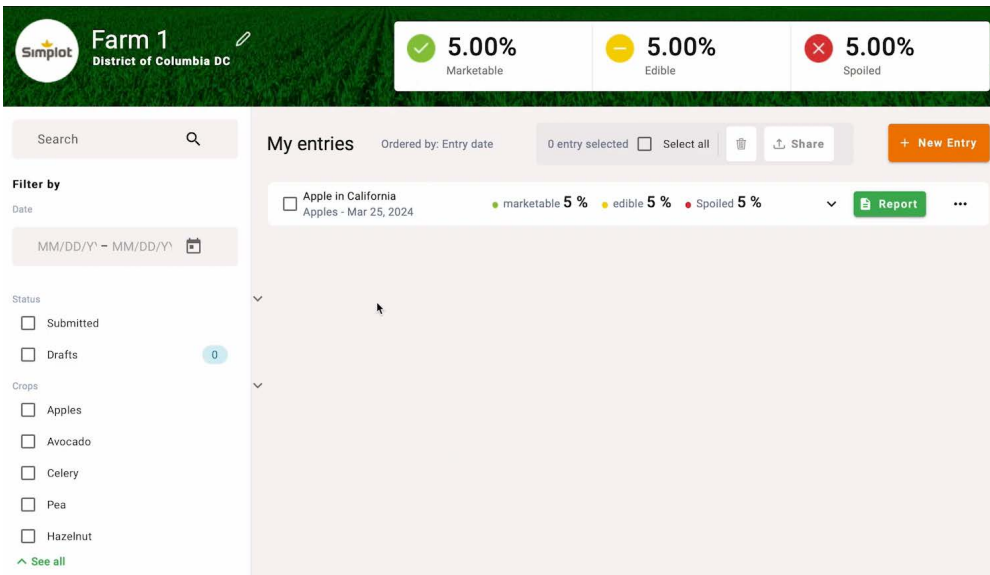 Simplot
Farm 1
District of Columbia DC
5.00%
Marketable
5.00%
Edible
5.00%
Spoiled
Search
Filter by
Date
MM/DD/Y – MM/DD/Y
Status
Submitted
Drafts 0
Crops
Apples
Avocado
Celery
Pea
Hazelnut
See all
My entries Ordered by: Entry date 0 entry selected Select all Share + New Entry
Apple in California
Apples - Mar 25, 2024
marketable 5 % edible 5 % Spoiled 5 % Report